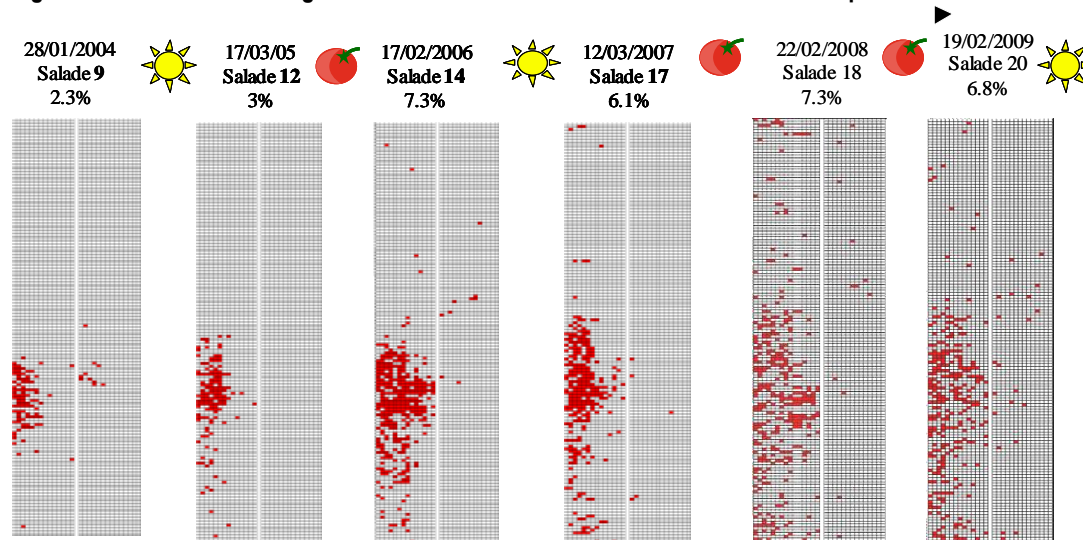 28/01/2004
Salade 9
2.3%
17/03/05
Salade 12
3%
17/02/2006
Salade 14
7.3%
12/03/2007
Salade 17
6.1%
22/02/2008
Salade 18
7.3%
19/02/2009
Salade 20
6.8%